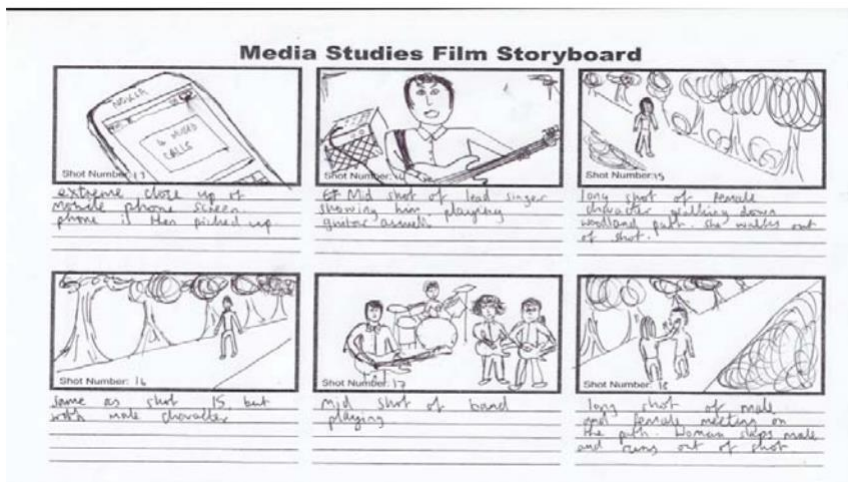 Media Studies Film Storyboard
NOKIA
4 MISSED
CALLS
Shot Number: 13
extreme close up of
mobile phone screen.
phone is then picked up
Shot Number:
Mid shot of lead singer
showing him playing
guitar
Shot Number: 15
long shot of female
character walking down
woodland path. She walks out
of shot.
Shot Number: 16
same as shot 15, but
with male character
Shot Number: 17
Mid shot of band
playing
Shot Number: 18
long shot of male
and female meeting on
the path. Woman slaps male
and runs out of shot.